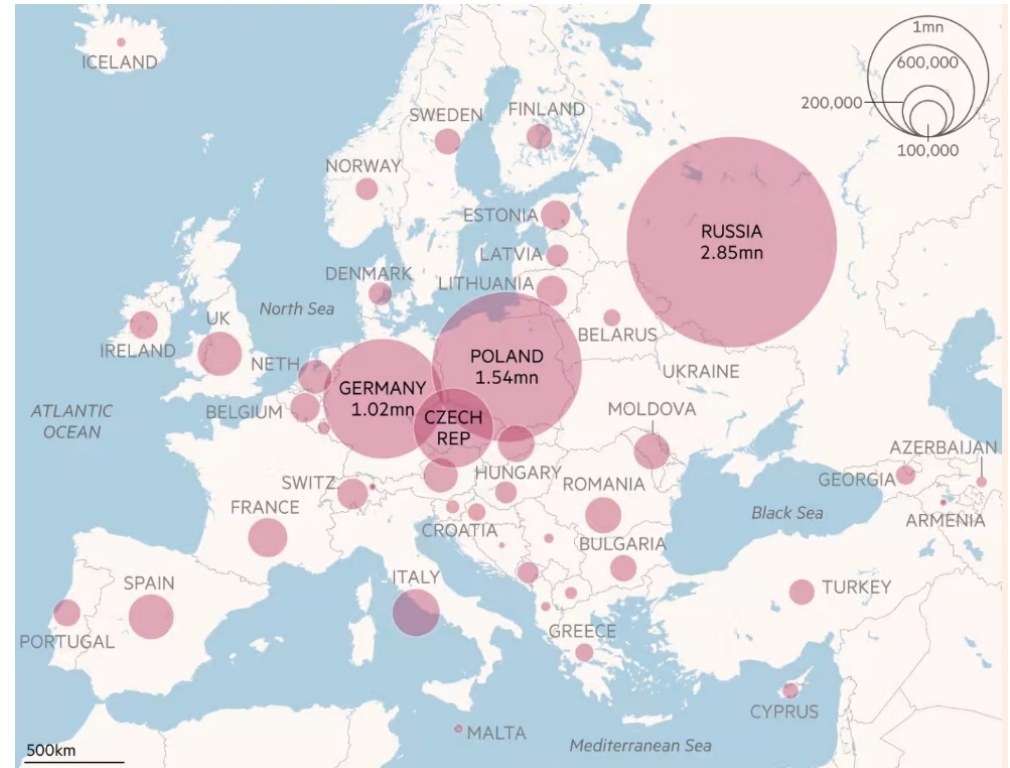 1mn
600,000
200,000
100,000
ICELAND
SWEDEN
FINLAND
NORWAY
ESTONIA
RUSSIA
2.85mn
LATVIA
DENMARK
LITHUANIA
North Sea
UK
BELARUS
IRELAND
NETH
POLAND
1.54mn
UKRAINE
GERMANY
1.02mn
ATLANTIC
OCEAN
BELGIUM
CZECH
REP
MOLDOVA
AZERBAIJAN
SWITZ
HUNGARY
ROMANIA
GEORGIA
FRANCE
Black Sea
ARMENIA
CROATIA
BULGARIA
SPAIN
ITALY
TURKEY
PORTUGAL
GREECE
CYPRUS
MALTA
Mediterranean Sea
500km